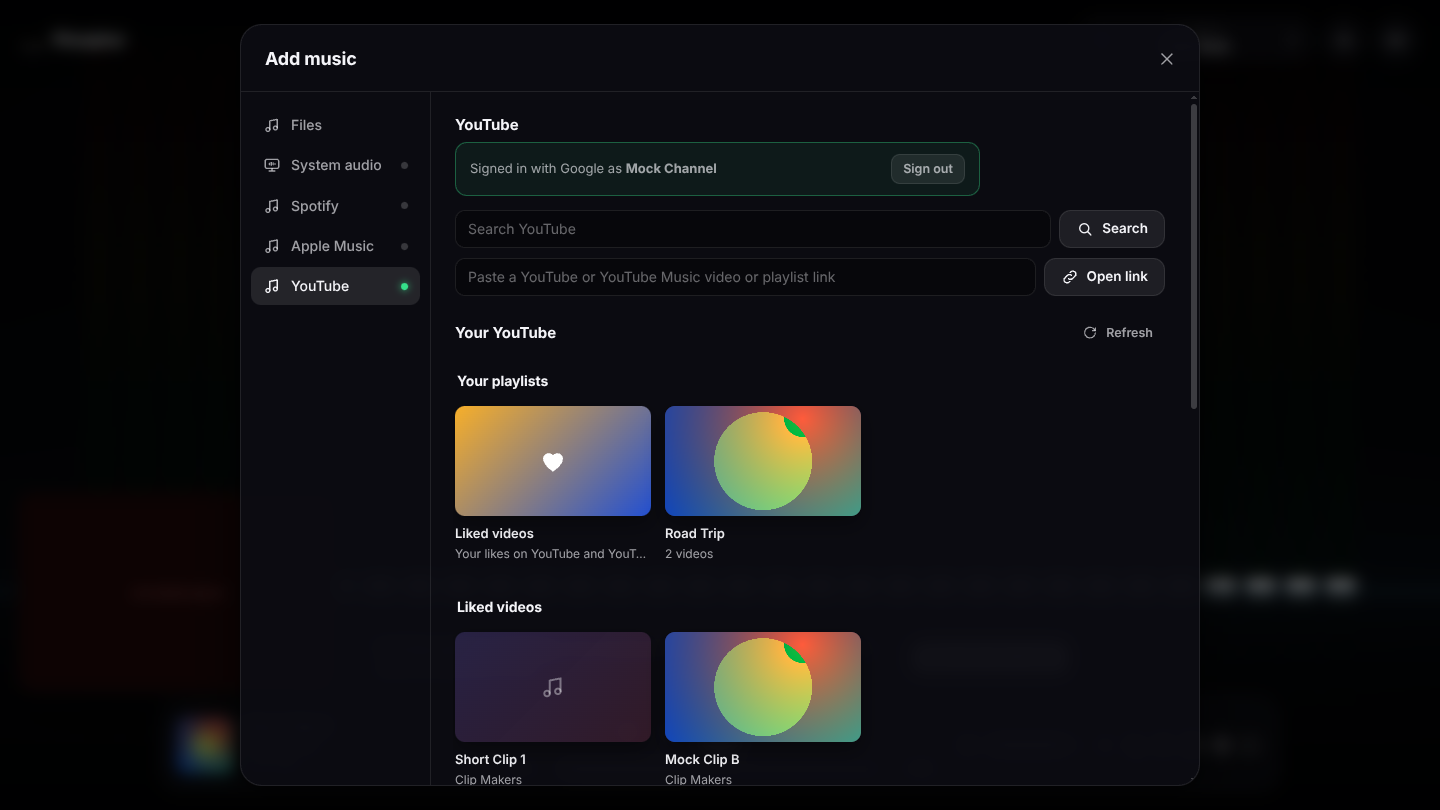 Add music
Files
System audio
Spotify
Apple Music
YouTube
YouTube
Signed in with Google as Mock Channel
Sign out
Search YouTube
Search
Paste a YouTube or YouTube Music video or playlist link
Open link
Your YouTube
Refresh
Your playlists
Liked videos
Your likes on YouTube and YouT...
Road Trip
2 videos
Liked videos
Short Clip 1
Clip Makers
Mock Clip B
Clip Makers